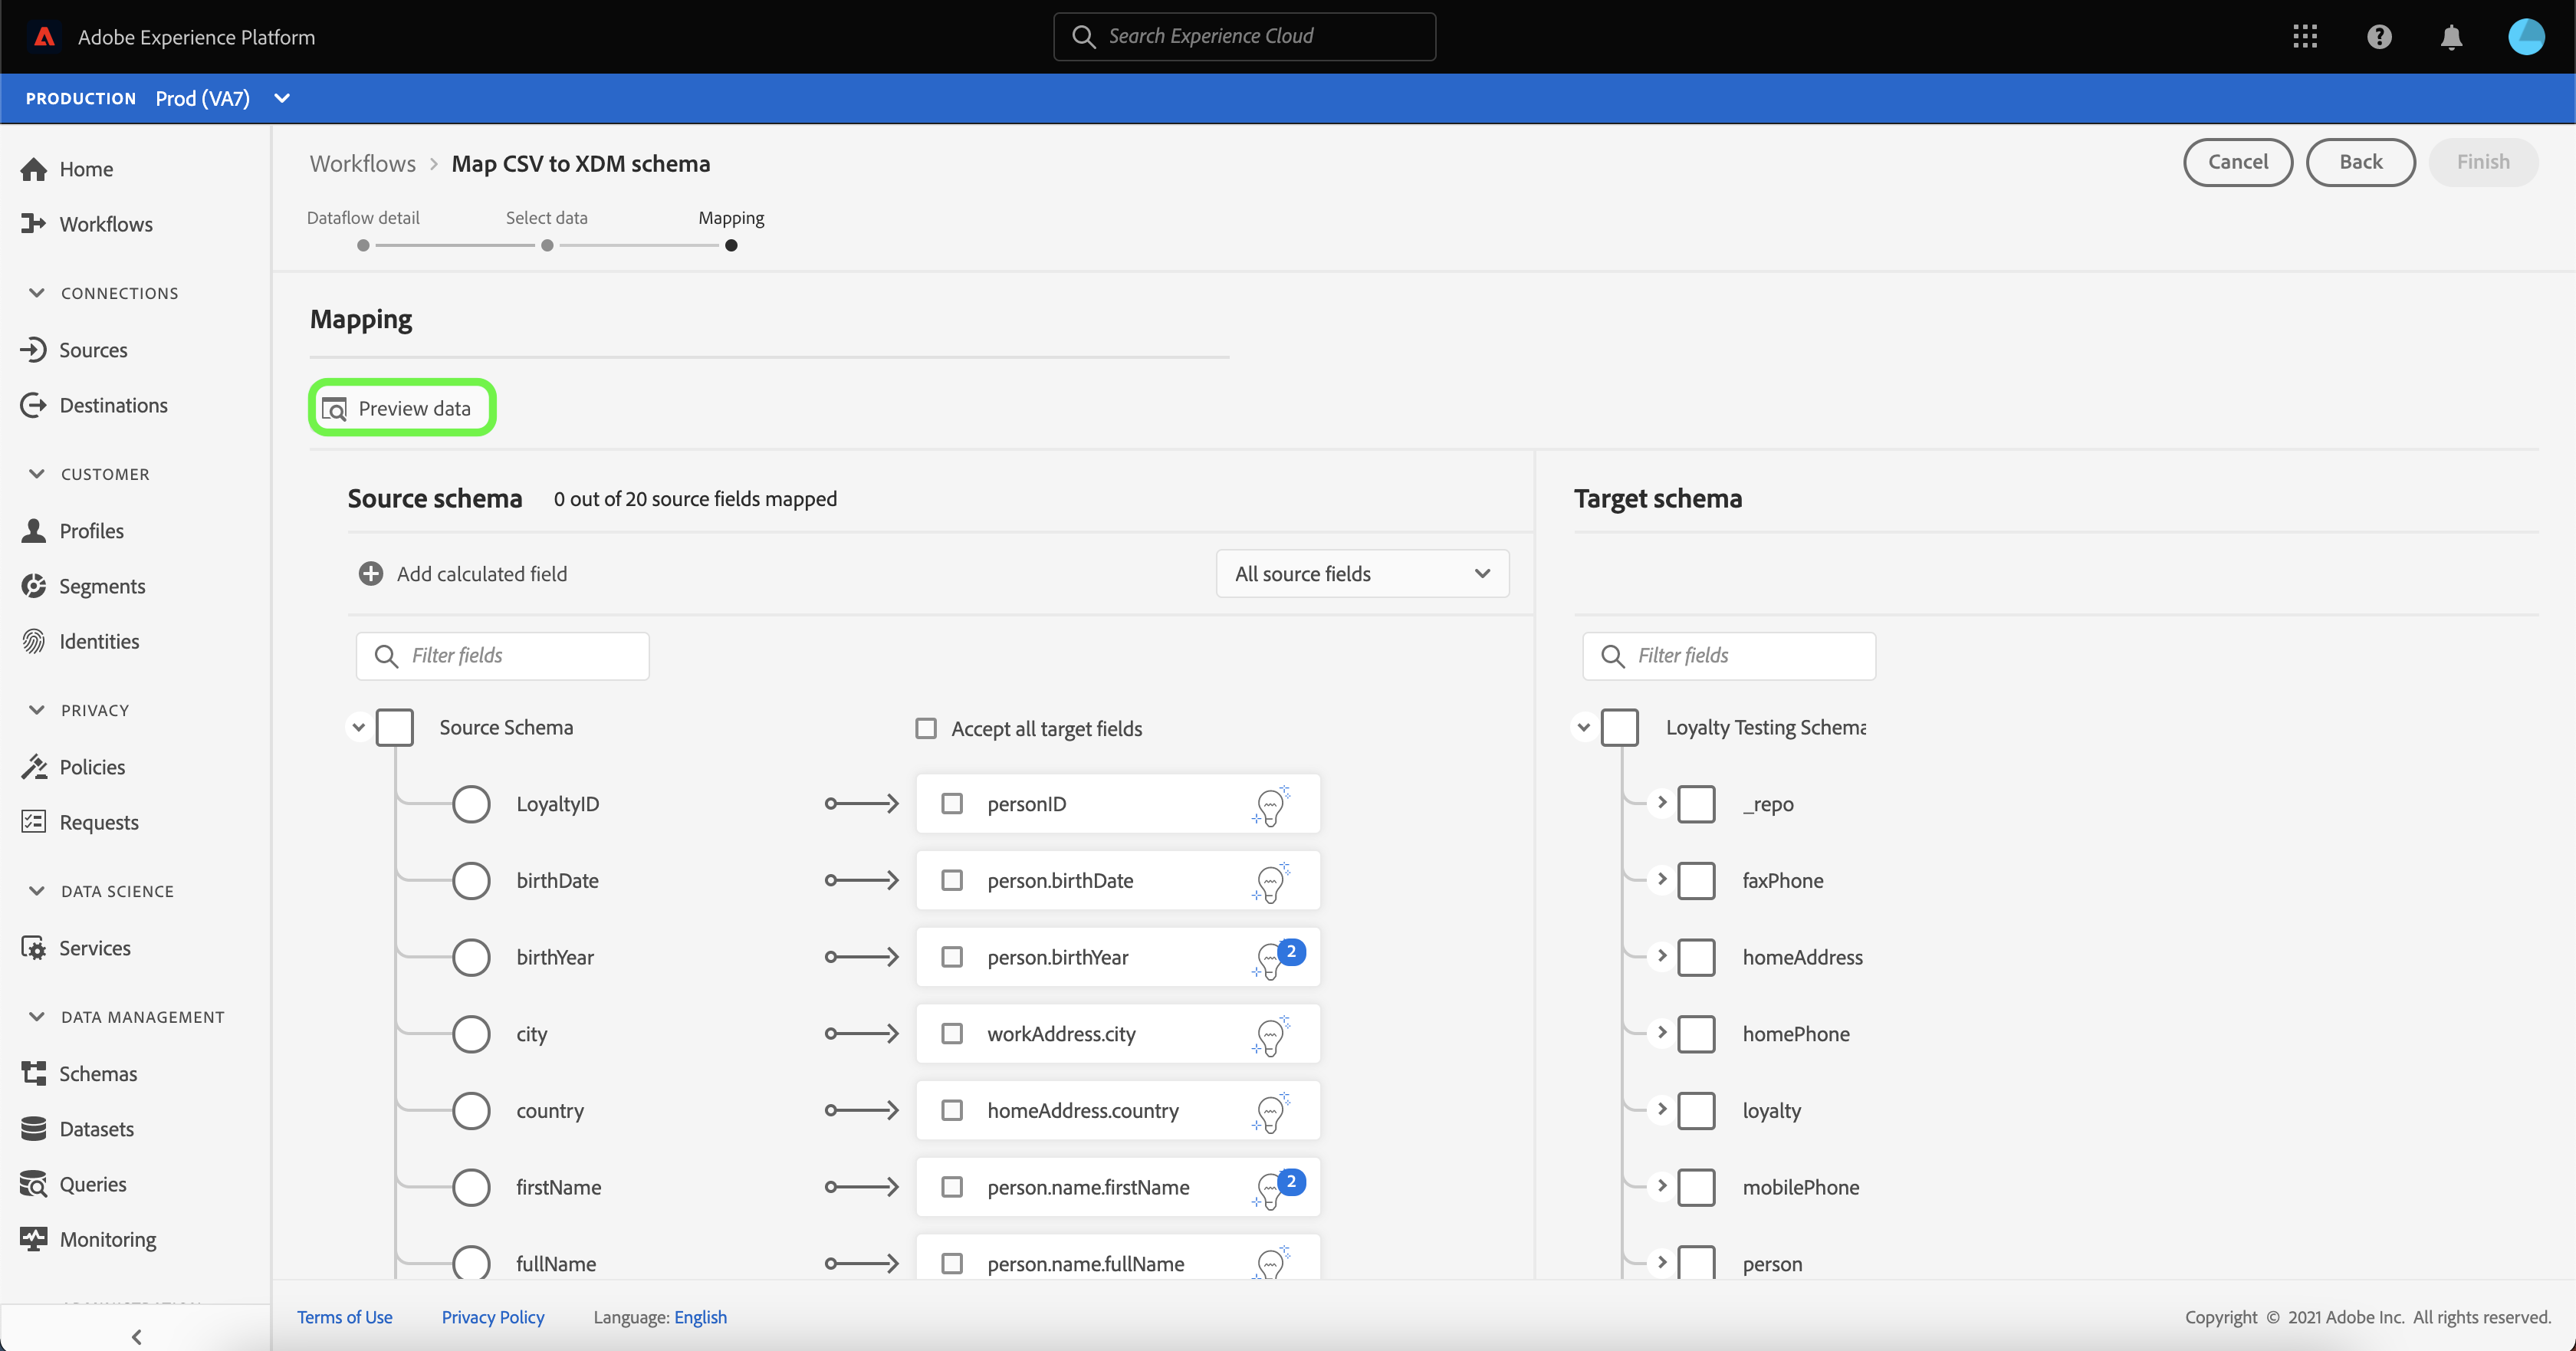 Adobe Experience Platform
Search Experience Cloud
PRODUCTION Prod (VA7)
Home
Workflows
CONNECTIONS
Sources
Destinations
CUSTOMER
Profiles
Segments
Identities
PRIVACY
Policies
Requests
DATA SCIENCE
Services
DATA MANAGEMENT
Schemas
Datasets
Queries
Monitoring
Workflows > Map CSV to XDM schema
Cancel Back Finish
Dataflow detail Select data Mapping
Mapping
Preview data
Source schema 0 out of 20 source fields mapped
Add calculated field All source fields
Filter fields
Source Schema Accept all target fields
LoyaltyID personID
birthDate person.birthDate
birthYear person.birthYear 2
city workAddress.city
country homeAddress.country
firstName person.name.firstName 2
fullName person.name.fullName
Target schema
Filter fields
Loyalty Testing Schema
_repo
faxPhone
homeAddress
homePhone
loyalty
mobilePhone
person
Terms of Use Privacy Policy Language: English Copyright © 2021 Adobe Inc. All rights reserved.